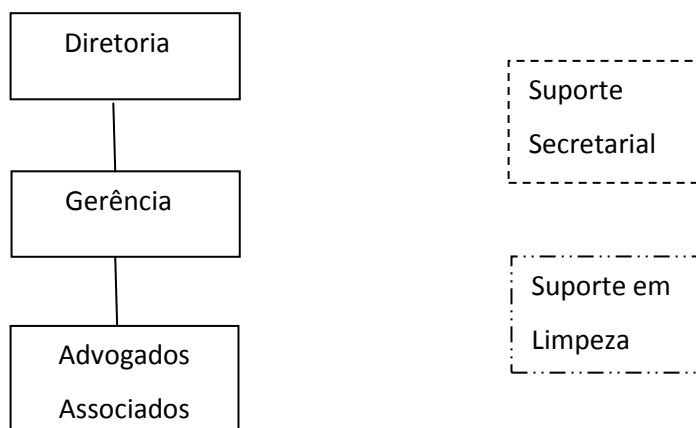 Diretoria
Suporte
Secretarial
Gerência
Suporte em
Limpeza
Advogados
Associados